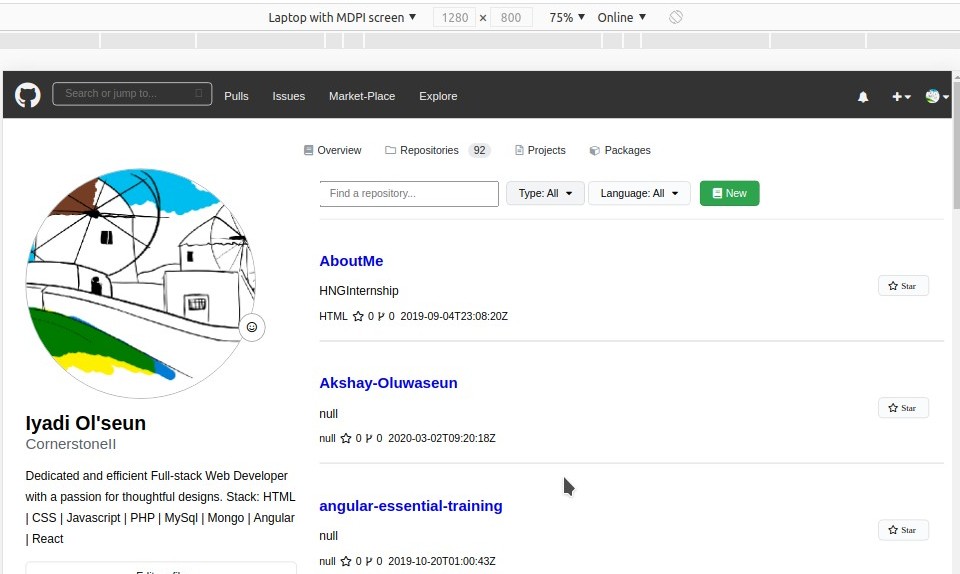 Laptop with MDPI screen ▼ 1280 × 800 75% ▼ Online ▼
Search or jump to... Pulls Issues Market-Place Explore
Overview Repositories 92 Projects Packages
Find a repository... Type: All Language: All New
AboutMe
HNGInternship
Star
HTML 0 0 2019-09-04T23:08:20Z
Akshay-Oluwaseun
null
Star
null 0 0 2020-03-02T09:20:18Z
angular-essential-training
null
Star
null 0 0 2019-10-20T01:00:43Z
Iyadi Ol'seun
CornerstoneII
Dedicated and efficient Full-stack Web Developer
with a passion for thoughtful designs. Stack: HTML
| CSS | Javascript | PHP | MySql | Mongo | Angular
| React